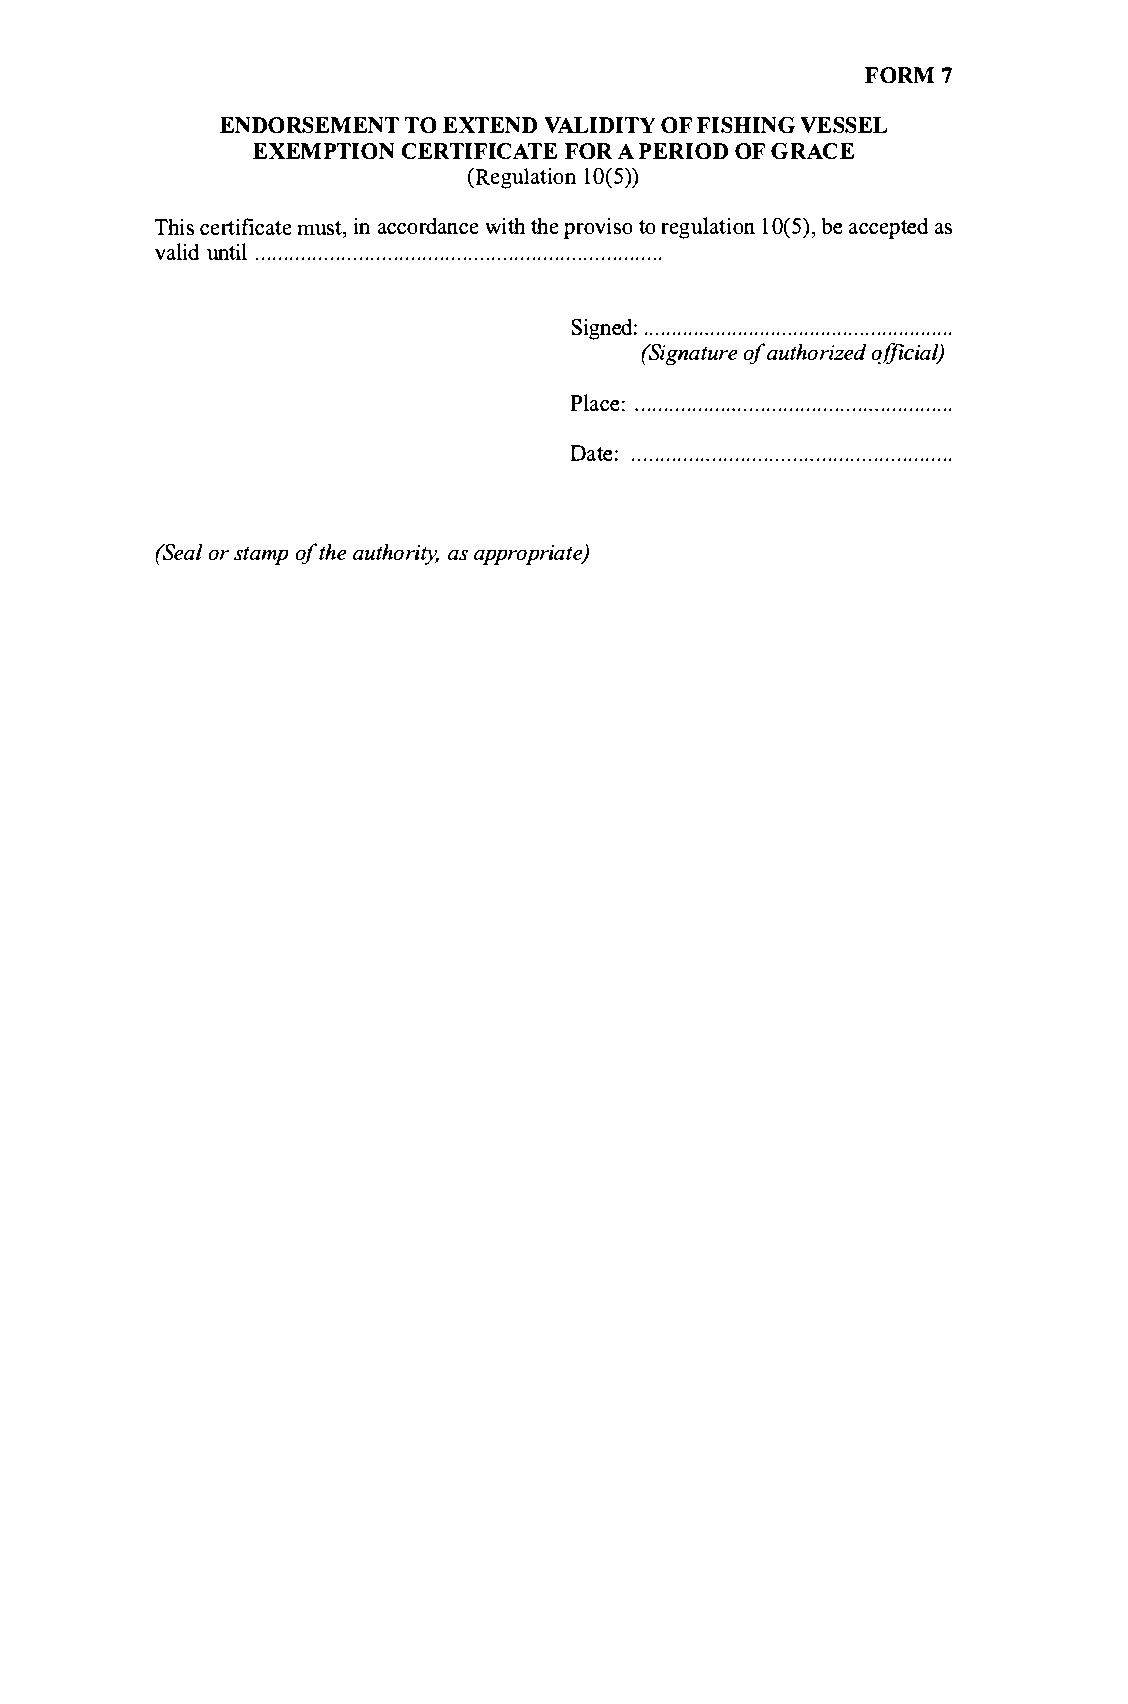 FORM 7
ENDORSEMENT TO EXTEND VALIDITY OF FISHING VESSEL
EXEMPTION CERTIFICATE FOR A PERIOD OF GRACE
(Regulation 10(5))
This certificate must, in accordance with the proviso to regulation 10(5), be accepted as
valid until .......................................................................
Signed: ........................................................
(Signature of authorized official)
Place: ........................................................
Date: ........................................................
(Seal or stamp of the authority, as appropriate)